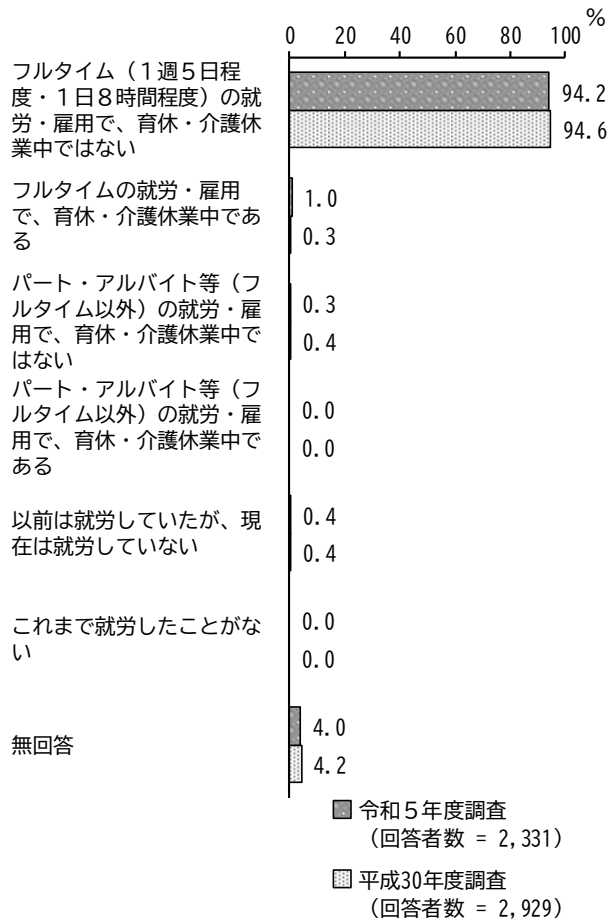 %
0 20 40 60 80 100
フルタイム（１週５日程
度・１日８時間程度）の就
労・雇用で、育休・介護休
業中ではない
94.2
94.6
フルタイムの就労・雇用
で、育休・介護休業中であ
る
1.0
0.3
パート・アルバイト等（フ
ルタイム以外）の就労・雇
用で、育休・介護休業中で
はない
0.3
0.4
パート・アルバイト等（フ
ルタイム以外）の就労・雇
用で、育休・介護休業中で
ある
0.0
0.0
以前は就労していたが、現
在は就労していない
0.4
0.4
これまで就労したことがな
い
0.0
0.0
無回答
4.0
4.2
令和５年度調査
（回答者数 = 2,331）
平成30年度調査
（回答者数 = 2,929）